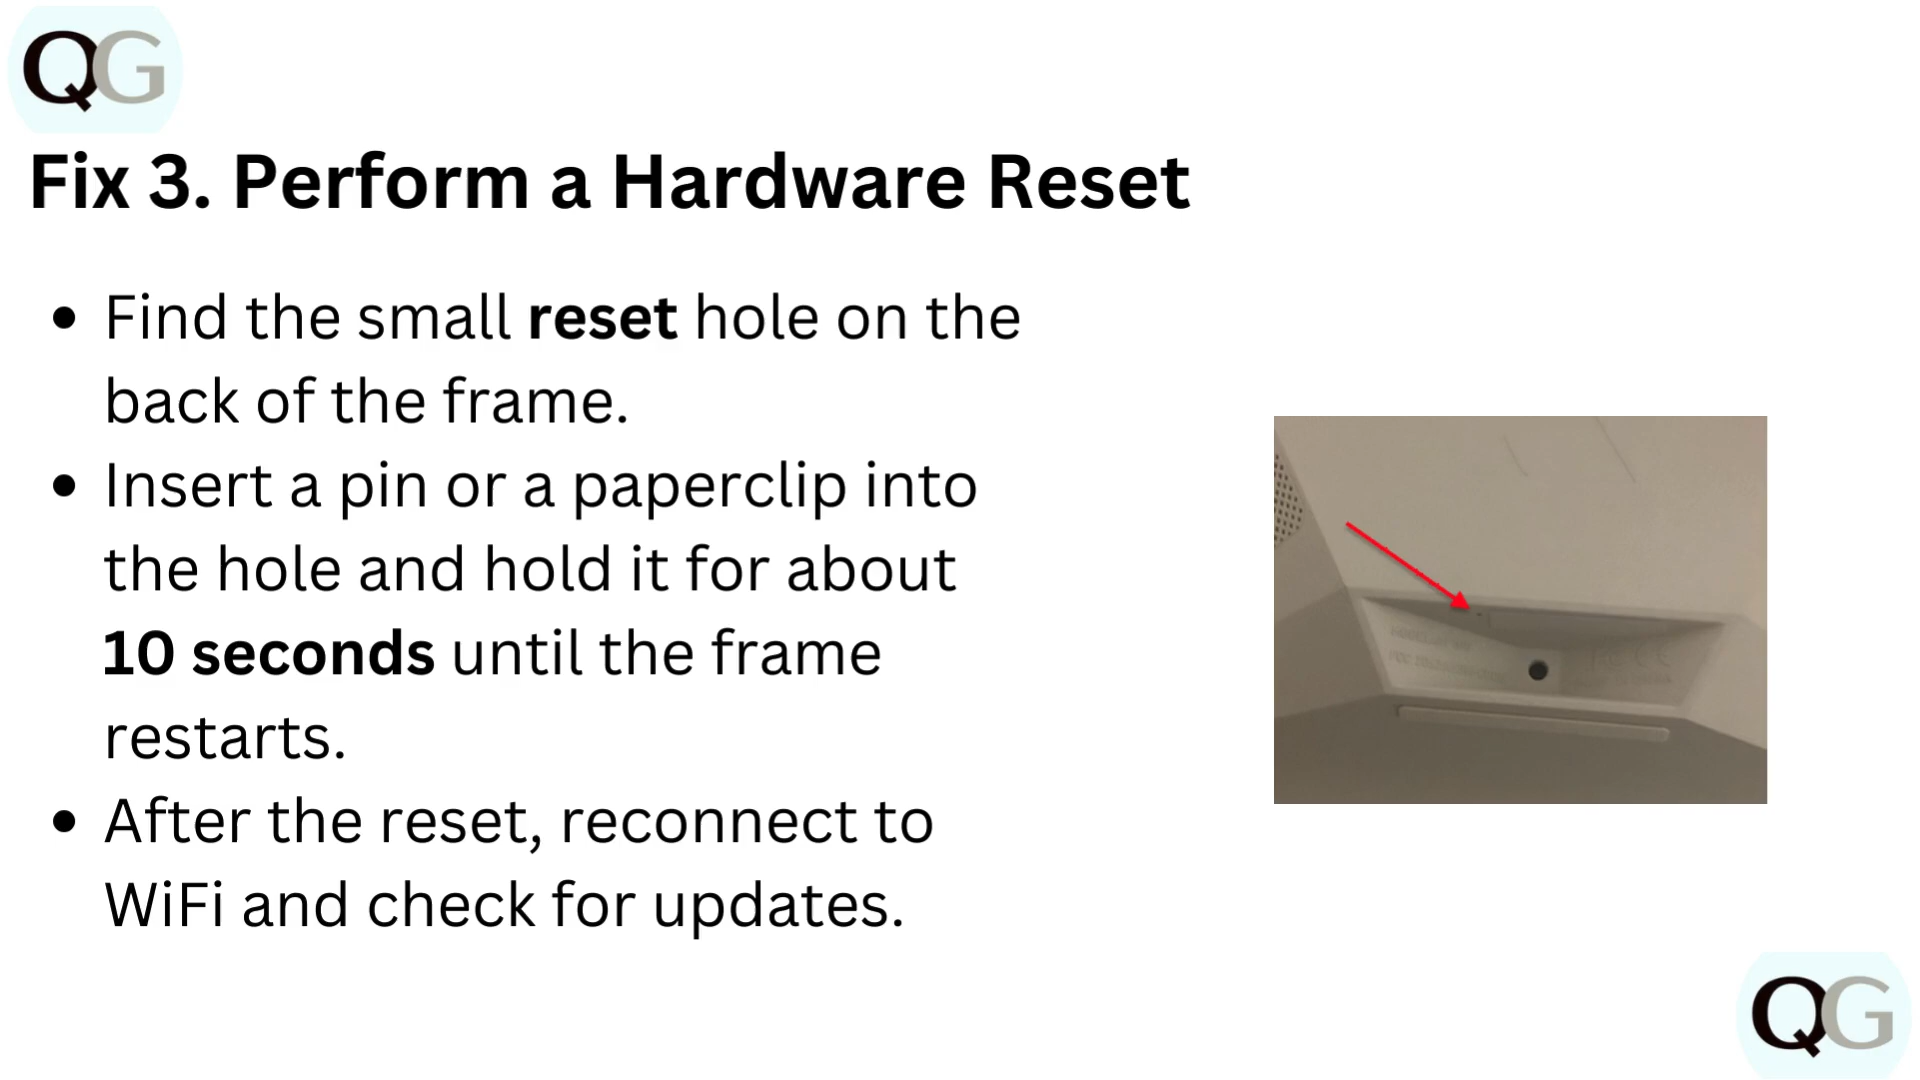 QG
Fix 3. Perform a Hardware Reset
• Find the small reset hole on the
back of the frame.
• Insert a pin or a paperclip into
the hole and hold it for about
10 seconds until the frame
restarts.
• After the reset, reconnect to
WiFi and check for updates.
QG